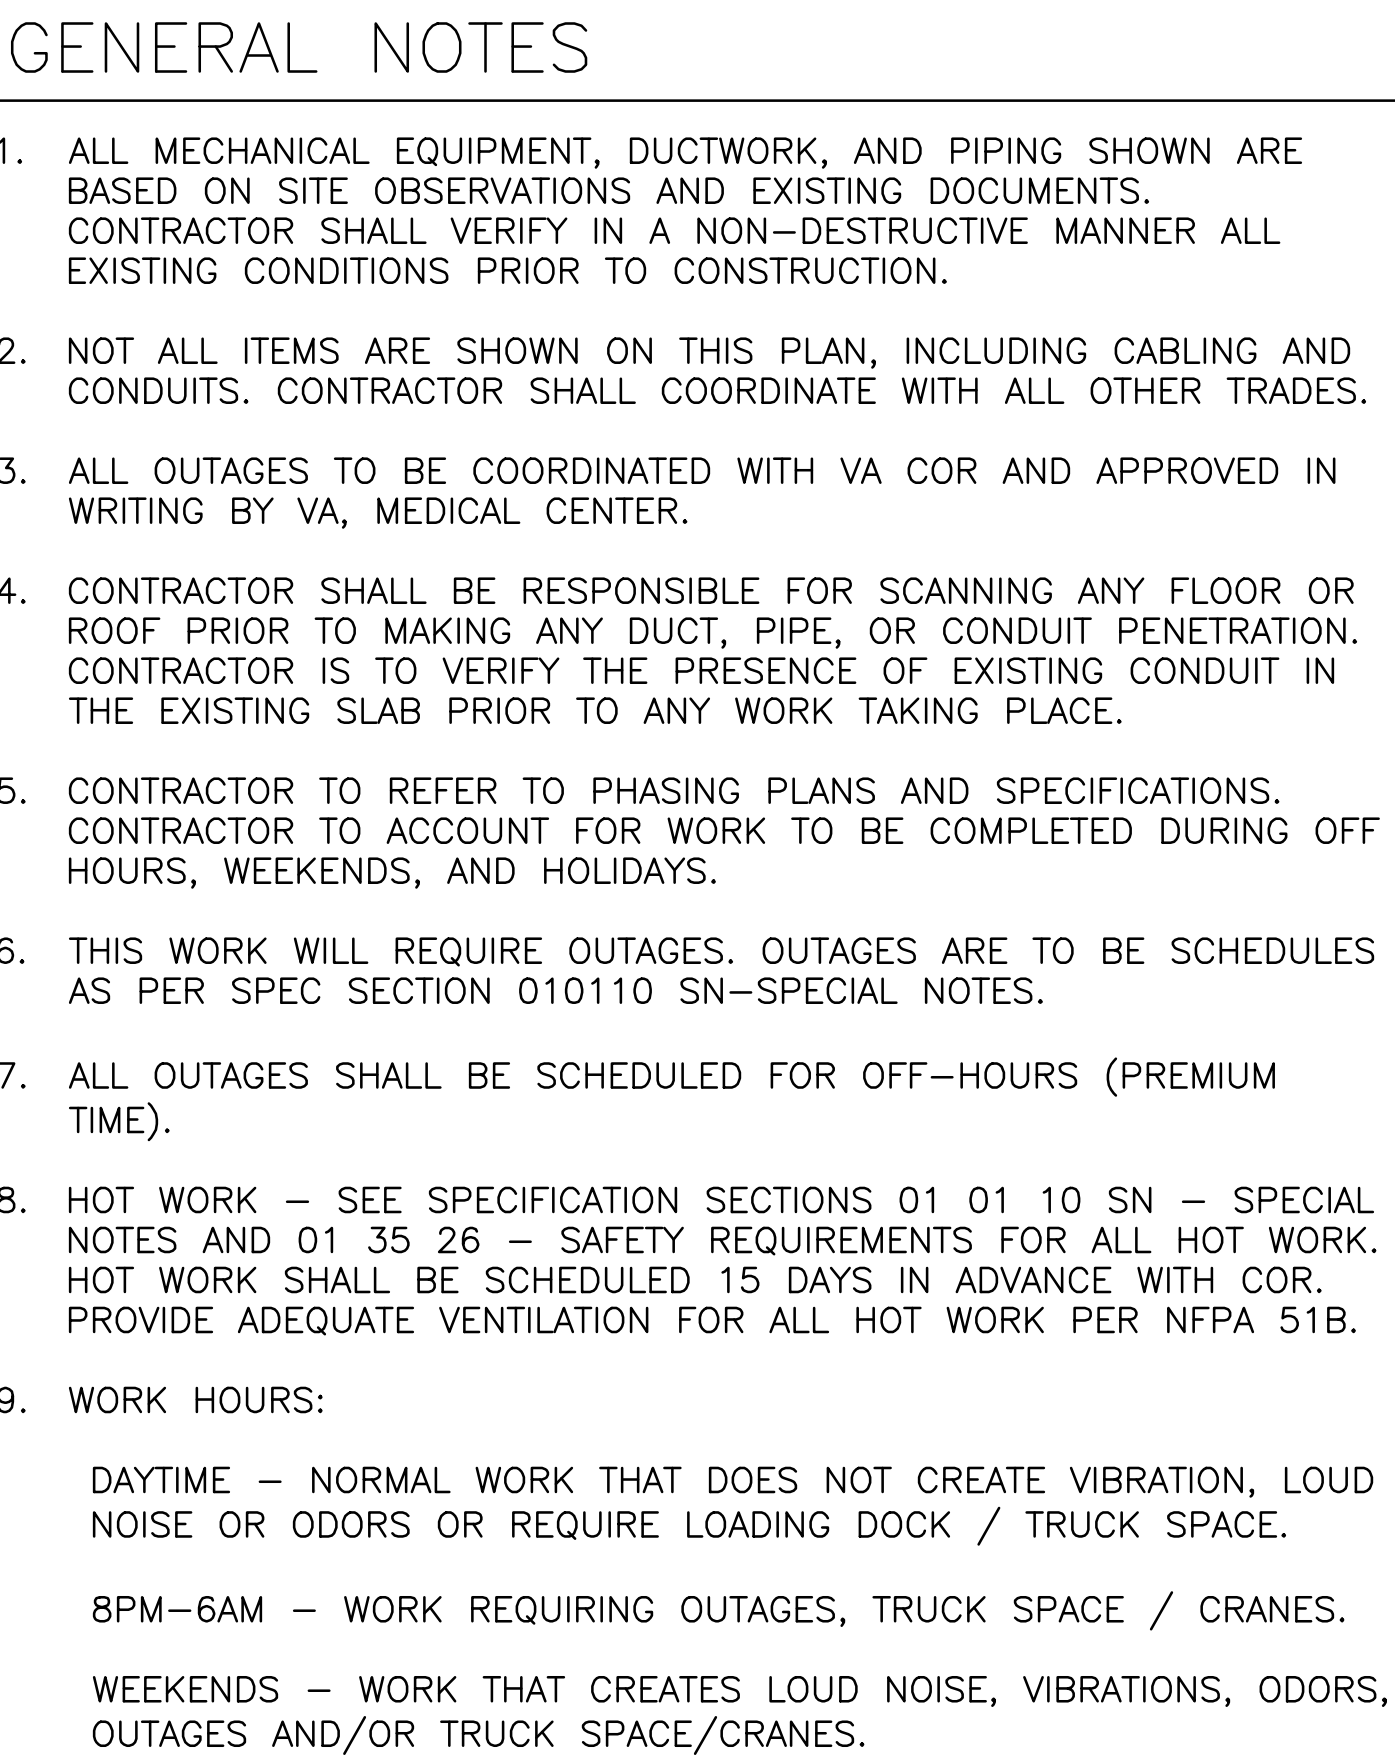 GENERAL NOTES
1. ALL MECHANICAL EQUIPMENT, DUCTWORK, AND PIPING SHOWN ARE
BASED ON SITE OBSERVATIONS AND EXISTING DOCUMENTS.
CONTRACTOR SHALL VERIFY IN A NON-DESTRUCTIVE MANNER ALL
EXISTING CONDITIONS PRIOR TO CONSTRUCTION.
2. NOT ALL ITEMS ARE SHOWN ON THIS PLAN, INCLUDING CABLING AND
CONDUITS. CONTRACTOR SHALL COORDINATE WITH ALL OTHER TRADES.
3. ALL OUTAGES TO BE COORDINATED WITH VA COR AND APPROVED IN
WRITING BY VA, MEDICAL CENTER.
4. CONTRACTOR SHALL BE RESPONSIBLE FOR SCANNING ANY FLOOR OR
ROOF PRIOR TO MAKING ANY DUCT, PIPE, OR CONDUIT PENETRATION.
CONTRACTOR IS TO VERIFY THE PRESENCE OF EXISTING CONDUIT IN
THE EXISTING SLAB PRIOR TO ANY WORK TAKING PLACE.
5. CONTRACTOR TO REFER TO PHASING PLANS AND SPECIFICATIONS.
CONTRACTOR TO ACCOUNT FOR WORK TO BE COMPLETED DURING OFF
HOURS, WEEKENDS, AND HOLIDAYS.
6. THIS WORK WILL REQUIRE OUTAGES. OUTAGES ARE TO BE SCHEDULES
AS PER SPEC SECTION 010110 SN-SPECIAL NOTES.
7. ALL OUTAGES SHALL BE SCHEDULED FOR OFF-HOURS (PREMIUM
TIME).
8. HOT WORK - SEE SPECIFICATION SECTIONS 01 01 10 SN - SPECIAL
NOTES AND 01 35 26 - SAFETY REQUIREMENTS FOR ALL HOT WORK.
HOT WORK SHALL BE SCHEDULED 15 DAYS IN ADVANCE WITH COR.
PROVIDE ADEQUATE VENTILATION FOR ALL HOT WORK PER NFPA 51B.
9. WORK HOURS:
DAYTIME - NORMAL WORK THAT DOES NOT CREATE VIBRATION, LOUD
NOISE OR ODORS OR REQUIRE LOADING DOCK / TRUCK SPACE.
8PM-6AM - WORK REQUIRING OUTAGES, TRUCK SPACE / CRANES.
WEEKENDS - WORK THAT CREATES LOUD NOISE, VIBRATIONS, ODORS,
OUTAGES AND/OR TRUCK SPACE/CRANES.